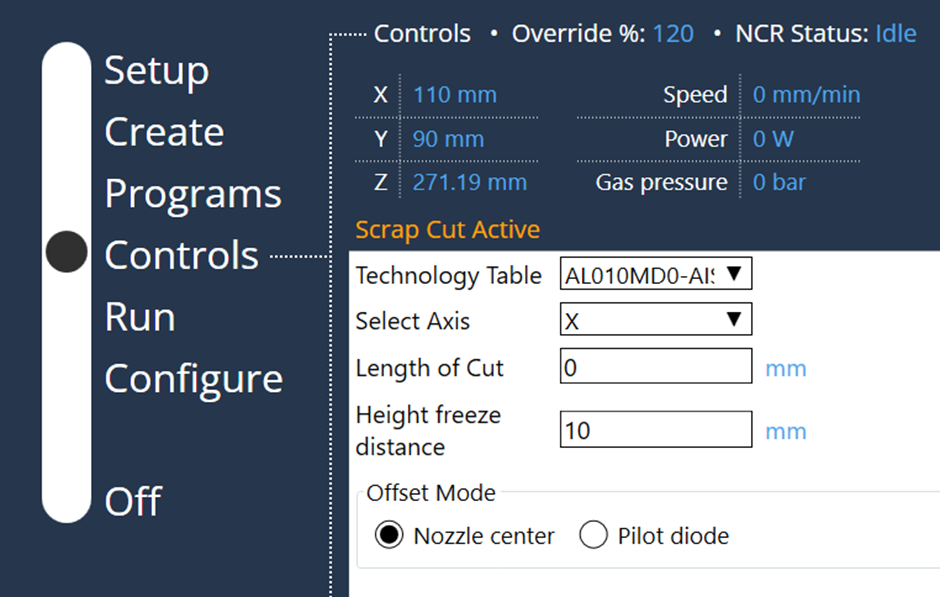 Setup
Create
Programs
Controls
Run
Configure
Off
Controls • Override %: 120 • NCR Status: Idle
X 110 mm Speed 0 mm/min
Y 90 mm Power 0 W
Z 271.19 mm Gas pressure 0 bar
Scrap Cut Active
Technology Table AL010MD0-AIS ▼
Select Axis X ▼
Length of Cut 0 mm
Height freeze
distance 10 mm
Offset Mode
Nozzle center Pilot diode